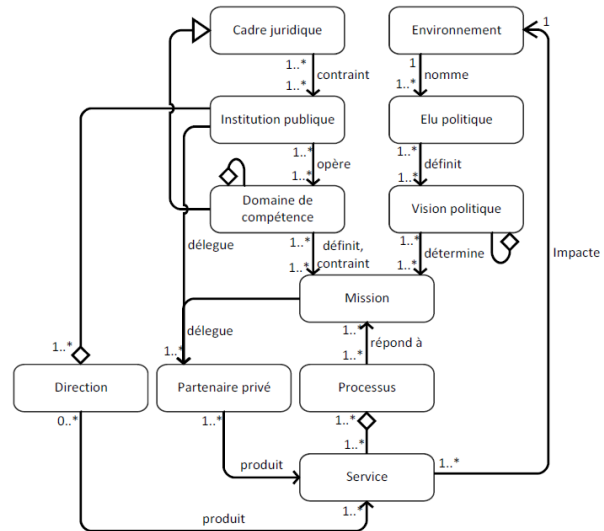 Cadre juridique
Environnement
1
1..*
contraint
1..*
1
nomme
1..*
Institution publique
Elu politique
1..*
opère
1..*
1..*
définit
1..*
Domaine de
compétence
Vision politique
délegue
1..*
définit,
contraint
1..*
1..*
détermine
1..*
Impacte
Mission
délegue
1..*
répond à
1..*
1..*
1..*
Direction
Partenaire privé
Processus
0..*
1..*
1..*
1..*
produit
Service
1..*
produit
1..*